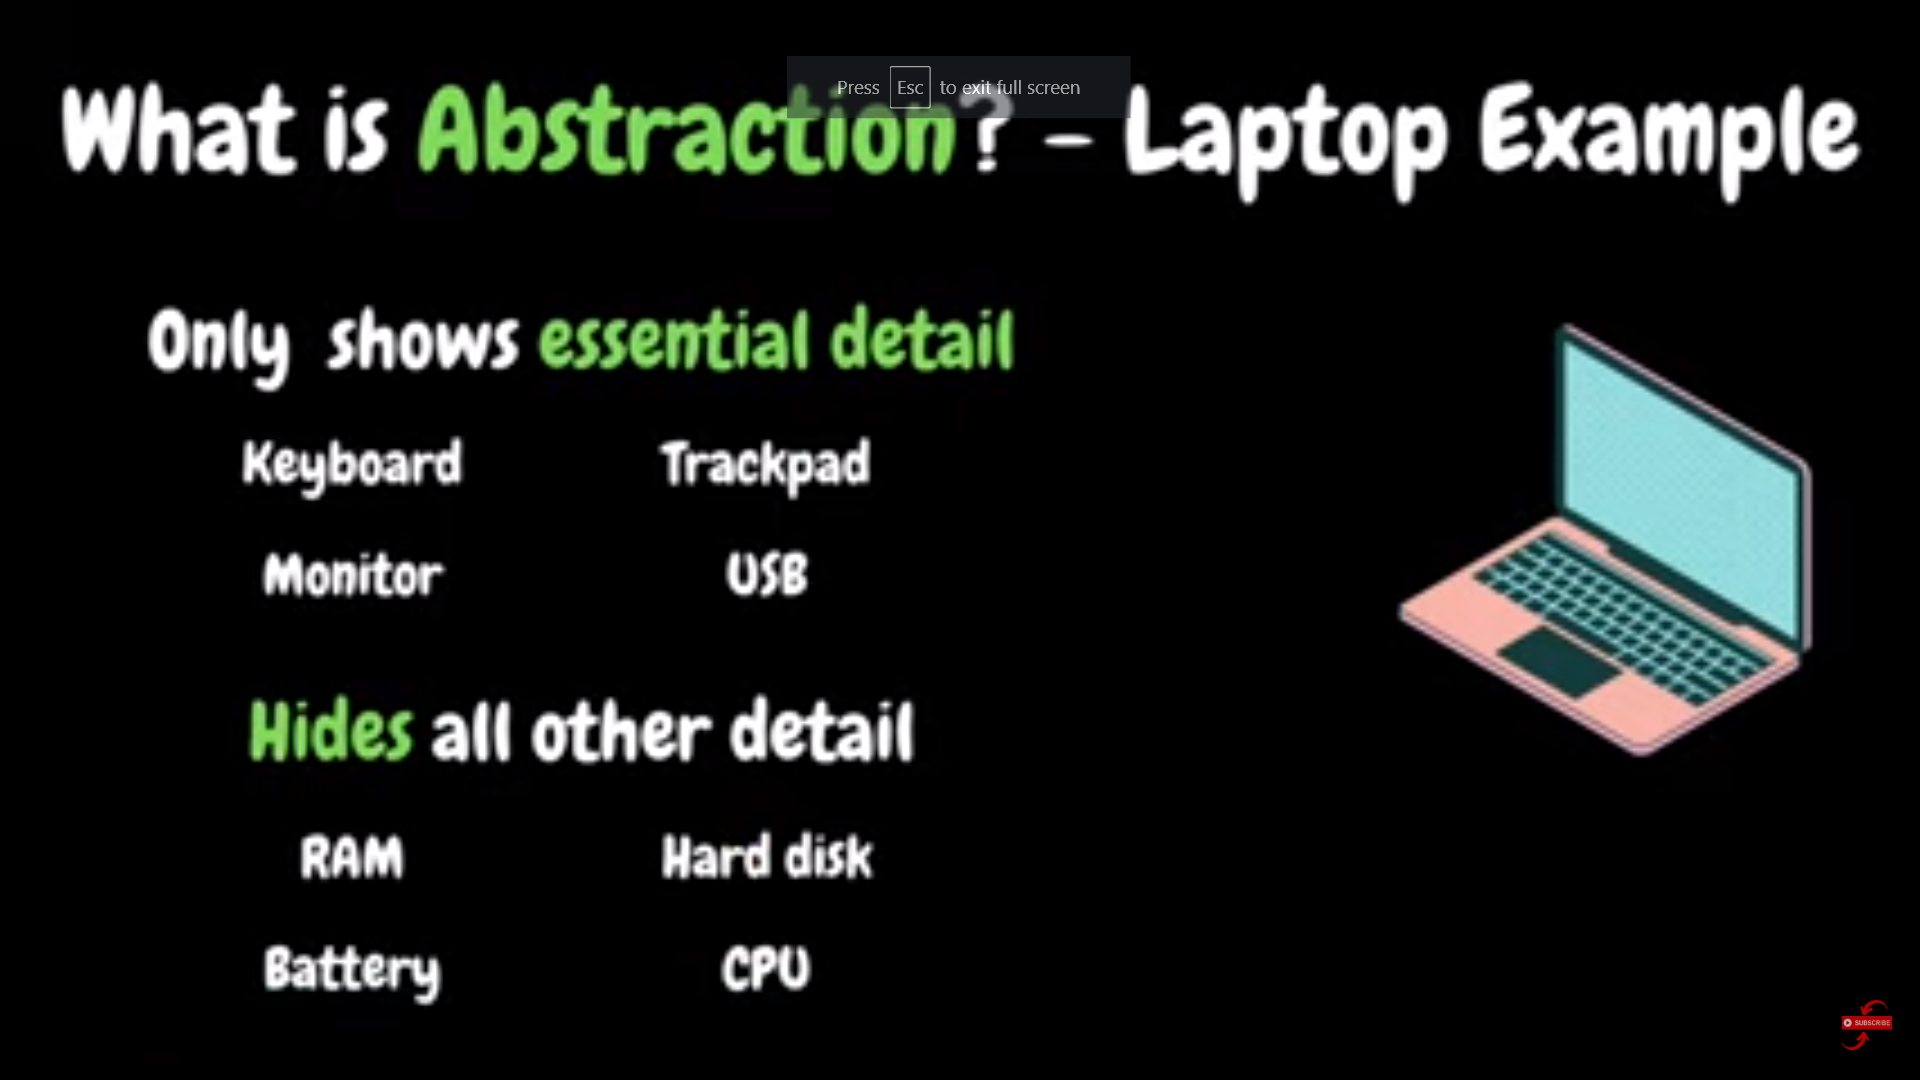 Press Esc to exit full screen
What is Abstraction? - Laptop Example
Only shows essential detail
Keyboard Trackpad
Monitor USB
Hides all other detail
RAM Hard disk
Battery CPU
SUBSCRIBE